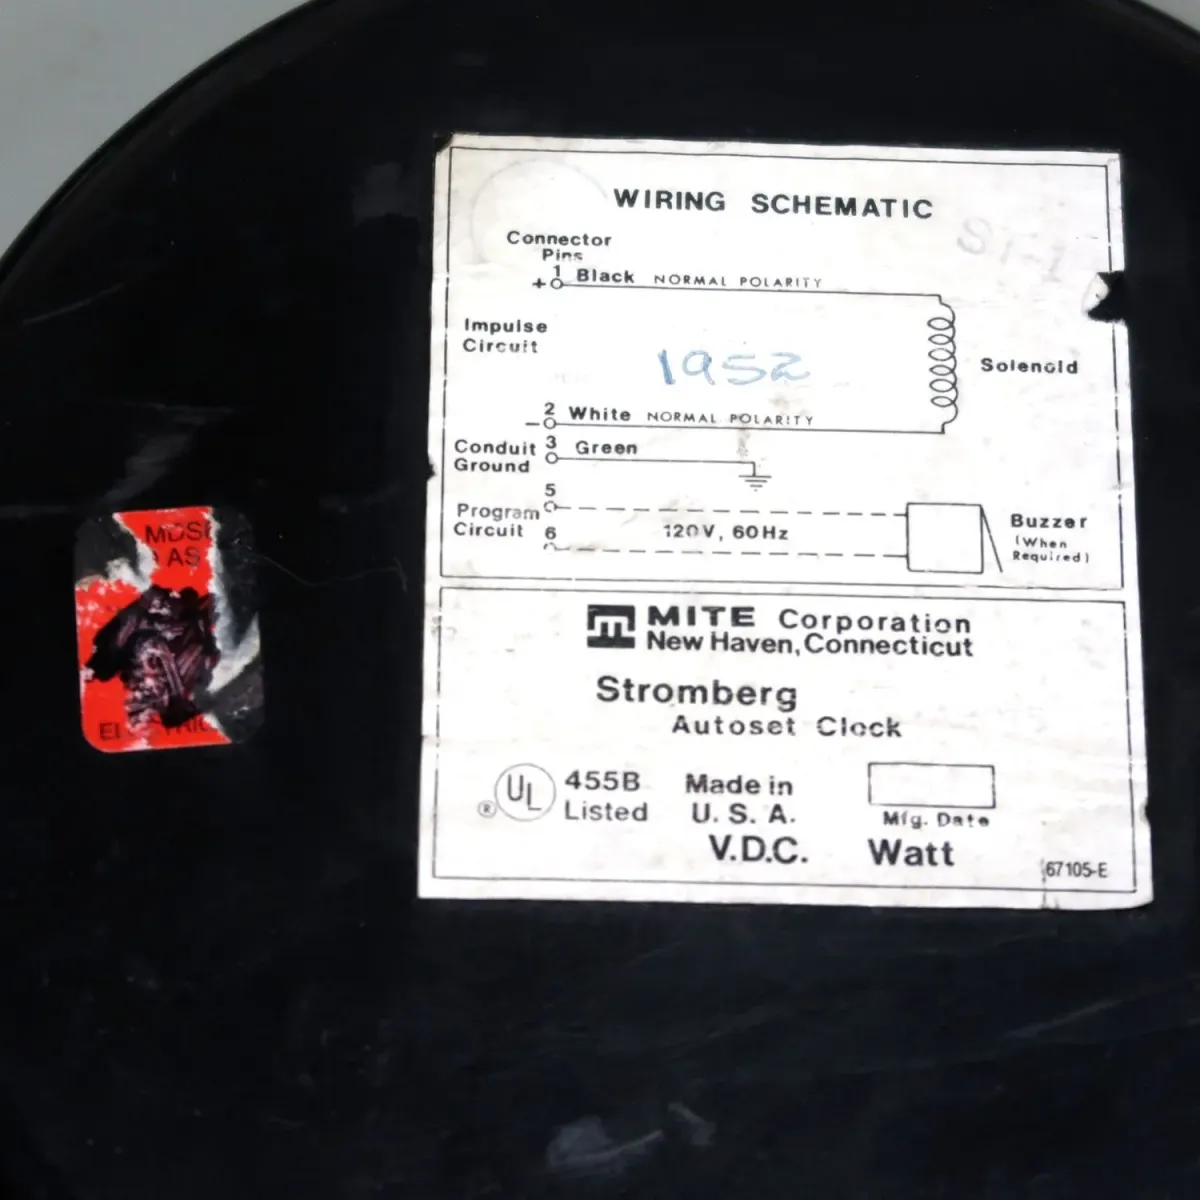 WIRING SCHEMATIC
Connector
Pins
+ 1 Black NORMAL POLARITY
Impulse
Circuit
1952
Solenoid
- 2 White NORMAL POLARITY
Conduit 3 Green
Ground
5
Program
Circuit 6
120V, 60Hz
Buzzer
(When
Required)
MITE Corporation
New Haven, Connecticut
Stromberg
Autoset Clock
UL ® 455B
Listed
Made in
U. S. A.
Mfg. Date
V.D.C. Watt
67105-E
AS